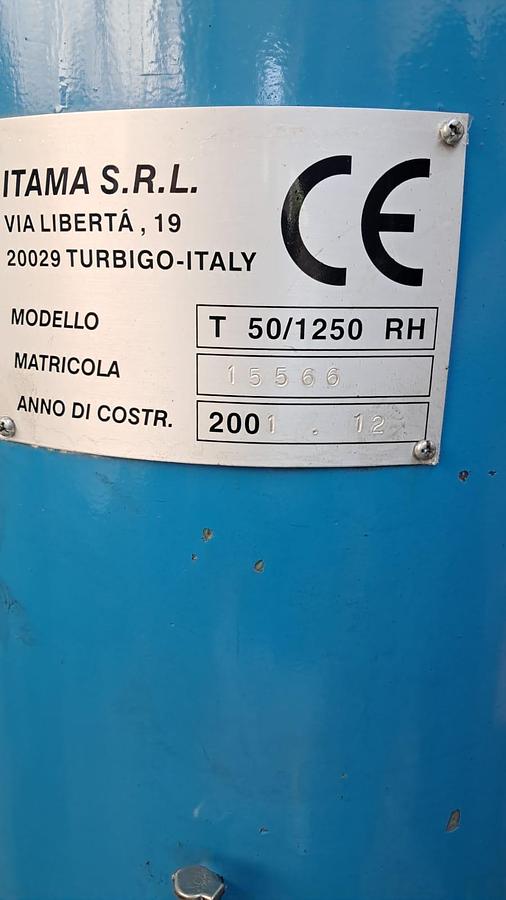 ITAMA S.R.L.
VIA LIBERTÁ , 19
20029 TURBIGO-ITALY
CE
MODELLO T 50/1250 RH
MATRICOLA 15566
ANNO DI COSTR. 2001 . 12